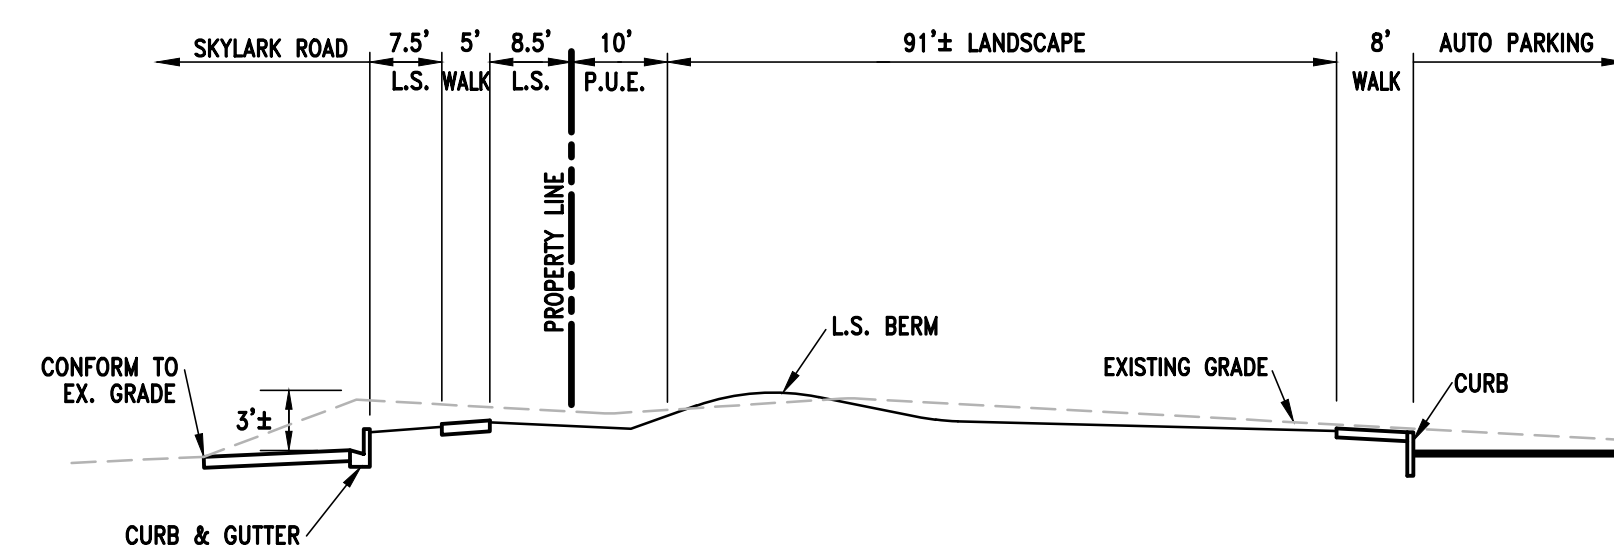 SKYLARK ROAD
7.5'
L.S.
5'
WALK
8.5'
L.S.
10'
P.U.E.
91'± LANDSCAPE
8'
WALK
AUTO PARKING
PROPERTY LINE
L.S. BERM
EXISTING GRADE
CURB
CONFORM TO
EX. GRADE
3'±
CURB & GUTTER